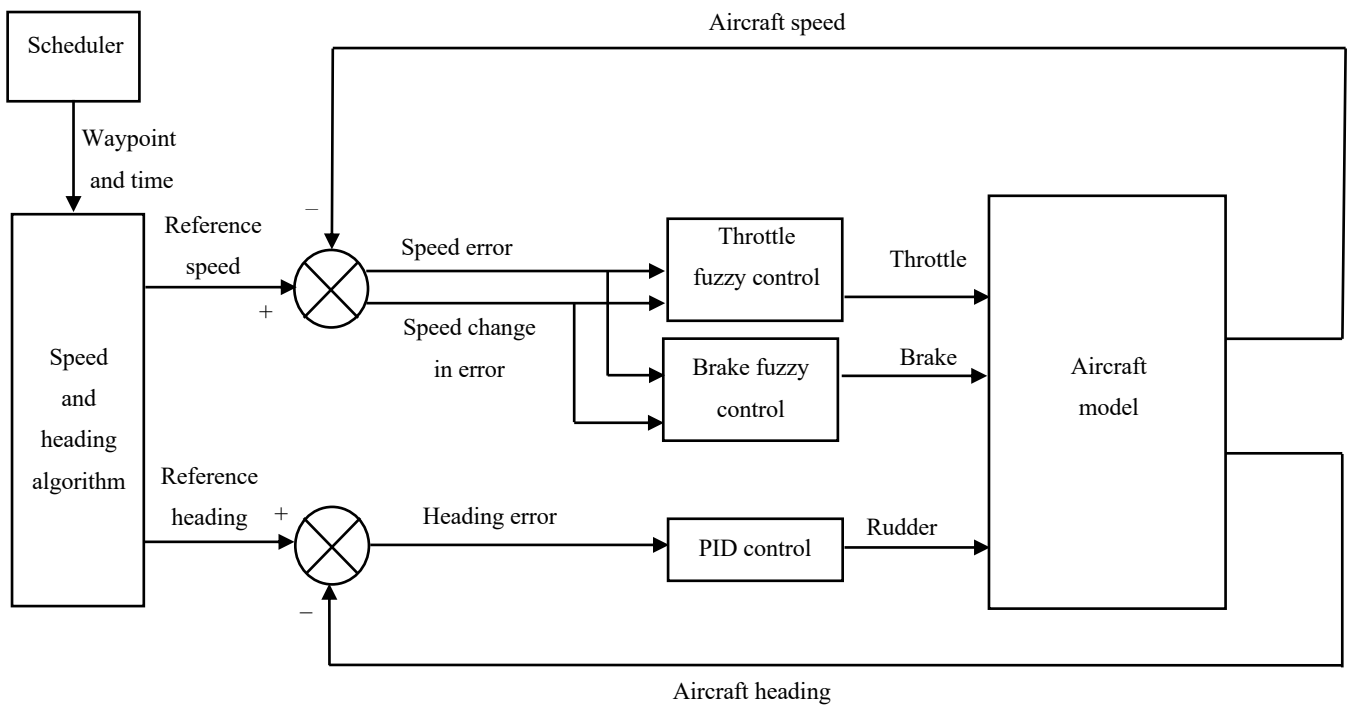 Aircraft speed
Scheduler
Waypoint
and time
Reference
speed
−
+
Speed error
Speed change
in error
Throttle
fuzzy control
Throttle
Brake fuzzy
control
Brake
Aircraft
model
Speed
and
heading
algorithm
Reference
heading
+
−
Heading error
PID control
Rudder
Aircraft heading